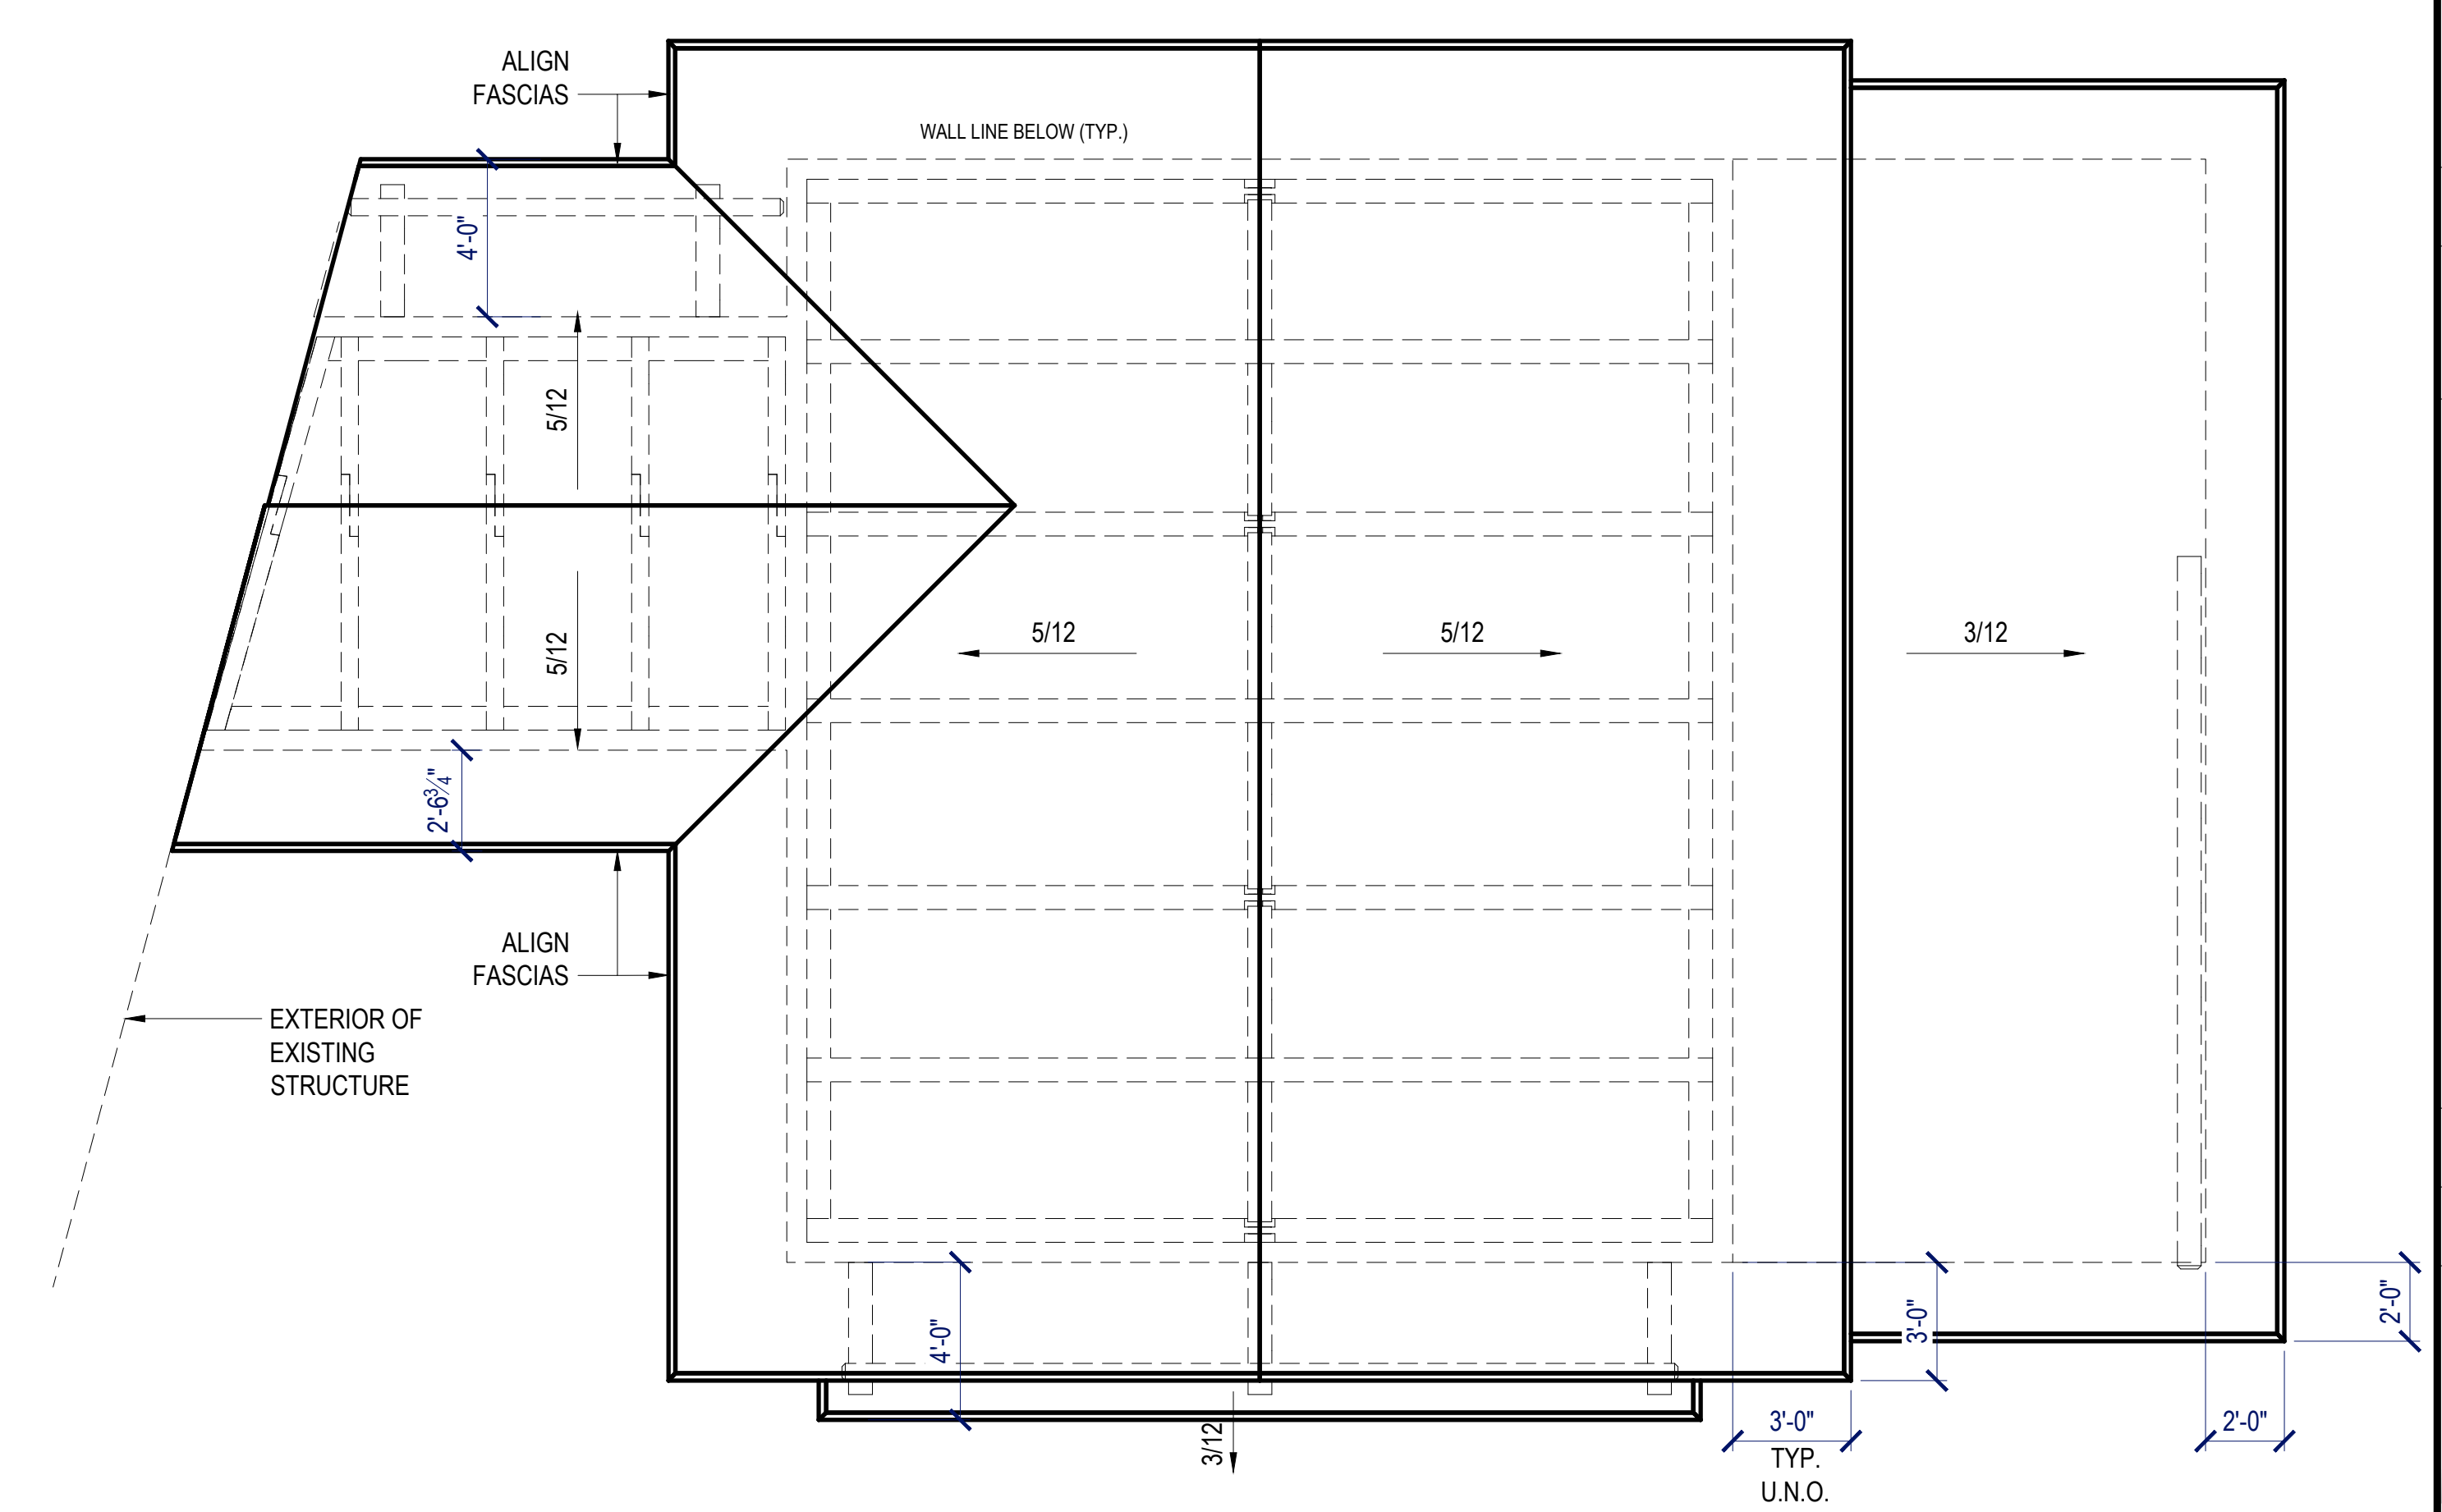 ALIGN
FASCIAS
WALL LINE BELOW (TYP.)
4'-0"
5/12
5/12
5/12
5/12
3/12
2'-6¾"
ALIGN
FASCIAS
EXTERIOR OF
EXISTING
STRUCTURE
4'-0"
3'-0"
2'-0"
3/12
3'-0"
TYP.
U.N.O.
2'-0"